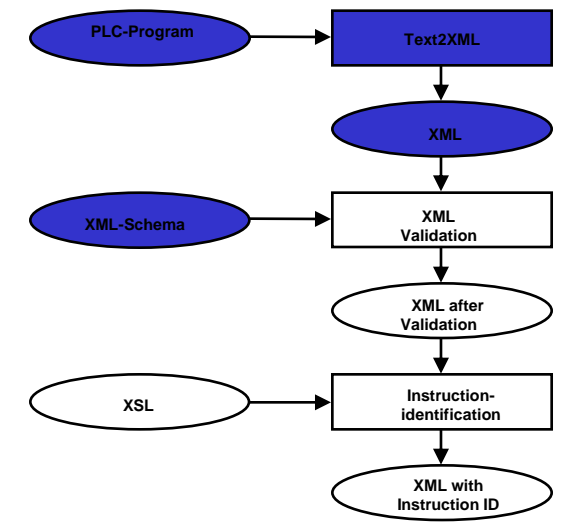 PLC-Program
Text2XML
XML
XML-Schema
XML
Validation
XML after
Validation
XSL
Instruction-
identification
XML with
Instruction ID